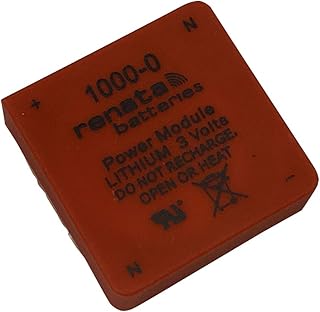 1000-0
N
+
renata
batteries
Power Module
LITHIUM 3 Volts
DO NOT RECHARGE,
OPEN OR HEAT
-
N